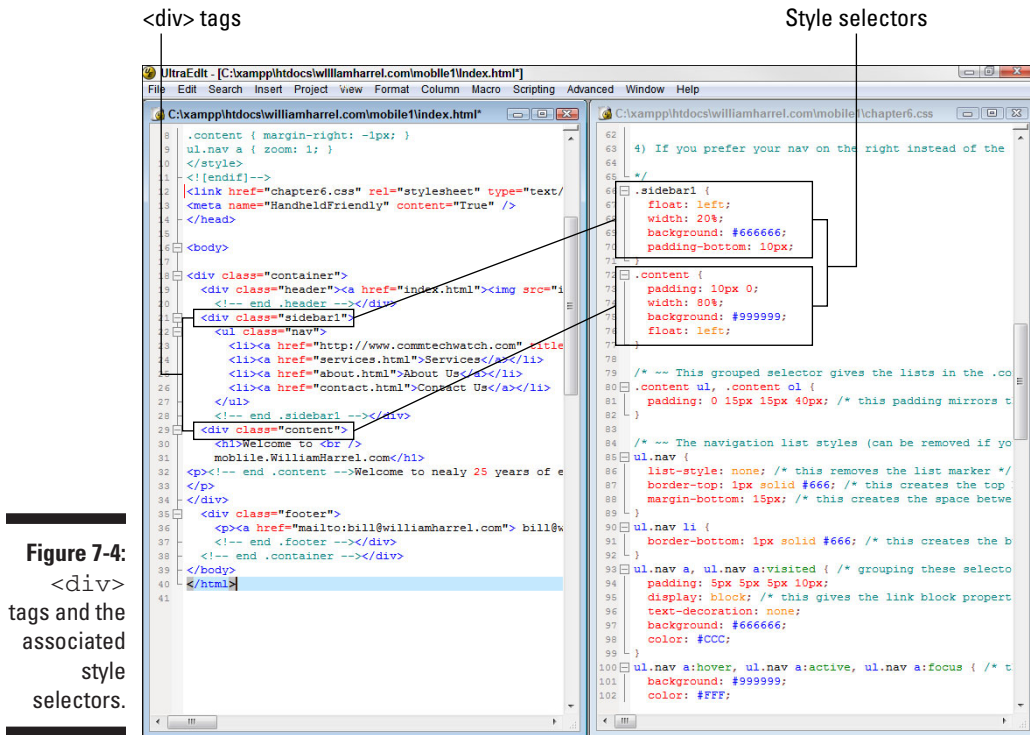 <div> tags
Style selectors
UltraEdit - [C:\xampp\htdocs\williamharrel.com\mobile1\index.html*]
File Edit Search Insert Project View Format Column Macro Scripting Advanced Window Help
C:\xampp\htdocs\williamharrel.com\mobile1\index.html*
8 .content { margin-right: -1px; }
9 ul.nav a { zoom: 1; }
10 </style>
11 <![endif]-->
12 <link href="chapter6.css" rel="stylesheet" type="text/
13 <meta name="HandheldFriendly" content="True" />
14 </head>
15
16 <body>
17
18 <div class="container">
19 <div class="header"><a href="index.html"><img src="i
20 <!-- end .header --></div>
21 <div class="sidebar1">
22 <ul class="nav">
23 <li><a href="http://www.commtechwatch.com" title
24 <li><a href="services.html">Services</a></li>
25 <li><a href="about.html">About Us</a></li>
26 <li><a href="contact.html">Contact Us</a></li>
27 </ul>
28 <!-- end .sidebar1 --></div>
29 <div class="content">
30 <h1>Welcome to <br />
31 moblile.WilliamHarrel.com</h1>
32 <p><!-- end .content -->Welcome to nealy 25 years of e
33 </p>
34 </div>
35 <div class="footer">
36 <p><a href="mailto:bill@williamharrel.com"> bill@w
37 <!-- end .footer --></div>
38 <!-- end .container --></div>
39 </body>
40 </html>
41
C:\xampp\htdocs\williamharrel.com\mobile1\chapter6.css
62
63 4) If you prefer your nav on the right instead of the
64
65 */
66 .sidebar1 {
67 float: left;
68 width: 20%;
69 background: #666666;
70 padding-bottom: 10px;
71 }
72 .content {
73 padding: 10px 0;
74 width: 80%;
75 background: #999999;
76 float: left;
77 }
78
79 /* ~~ This grouped selector gives the lists in the .co
80 .content ul, .content ol {
81 padding: 0 15px 15px 40px; /* this padding mirrors t
82 }
83
84 /* ~~ The navigation list styles (can be removed if yo
85 ul.nav {
86 list-style: none; /* this removes the list marker */
87 border-top: 1px solid #666; /* this creates the top
88 margin-bottom: 15px; /* this creates the space betwe
89 }
90 ul.nav li {
91 border-bottom: 1px solid #666; /* this creates the b
92 }
93 ul.nav a, ul.nav a:visited { /* grouping these selecto
94 padding: 5px 5px 5px 10px;
95 display: block; /* this gives the link block propert
96 text-decoration: none;
97 background: #666666;
98 color: #CCC;
99 }
100 ul.nav a:hover, ul.nav a:active, ul.nav a:focus { /* t
101 background: #999999;
102 color: #FFF;
Figure 7-4:
<div>
tags and the
associated
style
selectors.